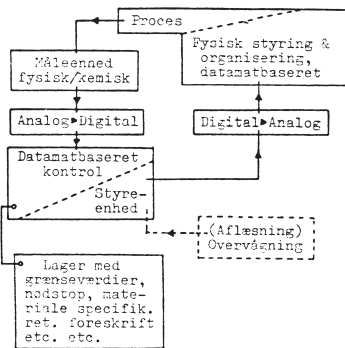 Proces
Fysisk styring &
organisering,
datamatbaseret
Måleenned
fysisk/kemisk
Analog▶Digital
Digital▶Analog
Datamatbaseret
kontrol
Styre-
enhed
(Aflæsning)
Overvågning
Lager med
grænseværdier,
nødstop, mate-
riale specifik.
ret. foreskrift
etc. etc.